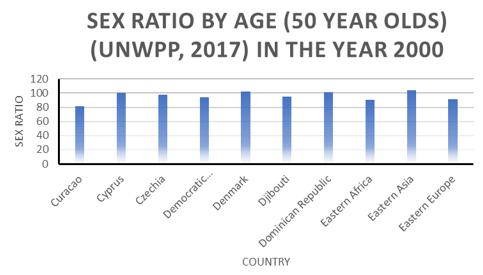 SEX RATIO BY AGE (50 YEAR OLDS)
(UNWPP, 2017) IN THE YEAR 2000
120
100
80
60
40
20
0
SEX RATIO
Curacao
Cyprus
Czechia
Democratic...
Denmark
Djibouti
Dominican Republic
Eastern Africa
Eastern Asia
Eastern Europe
COUNTRY